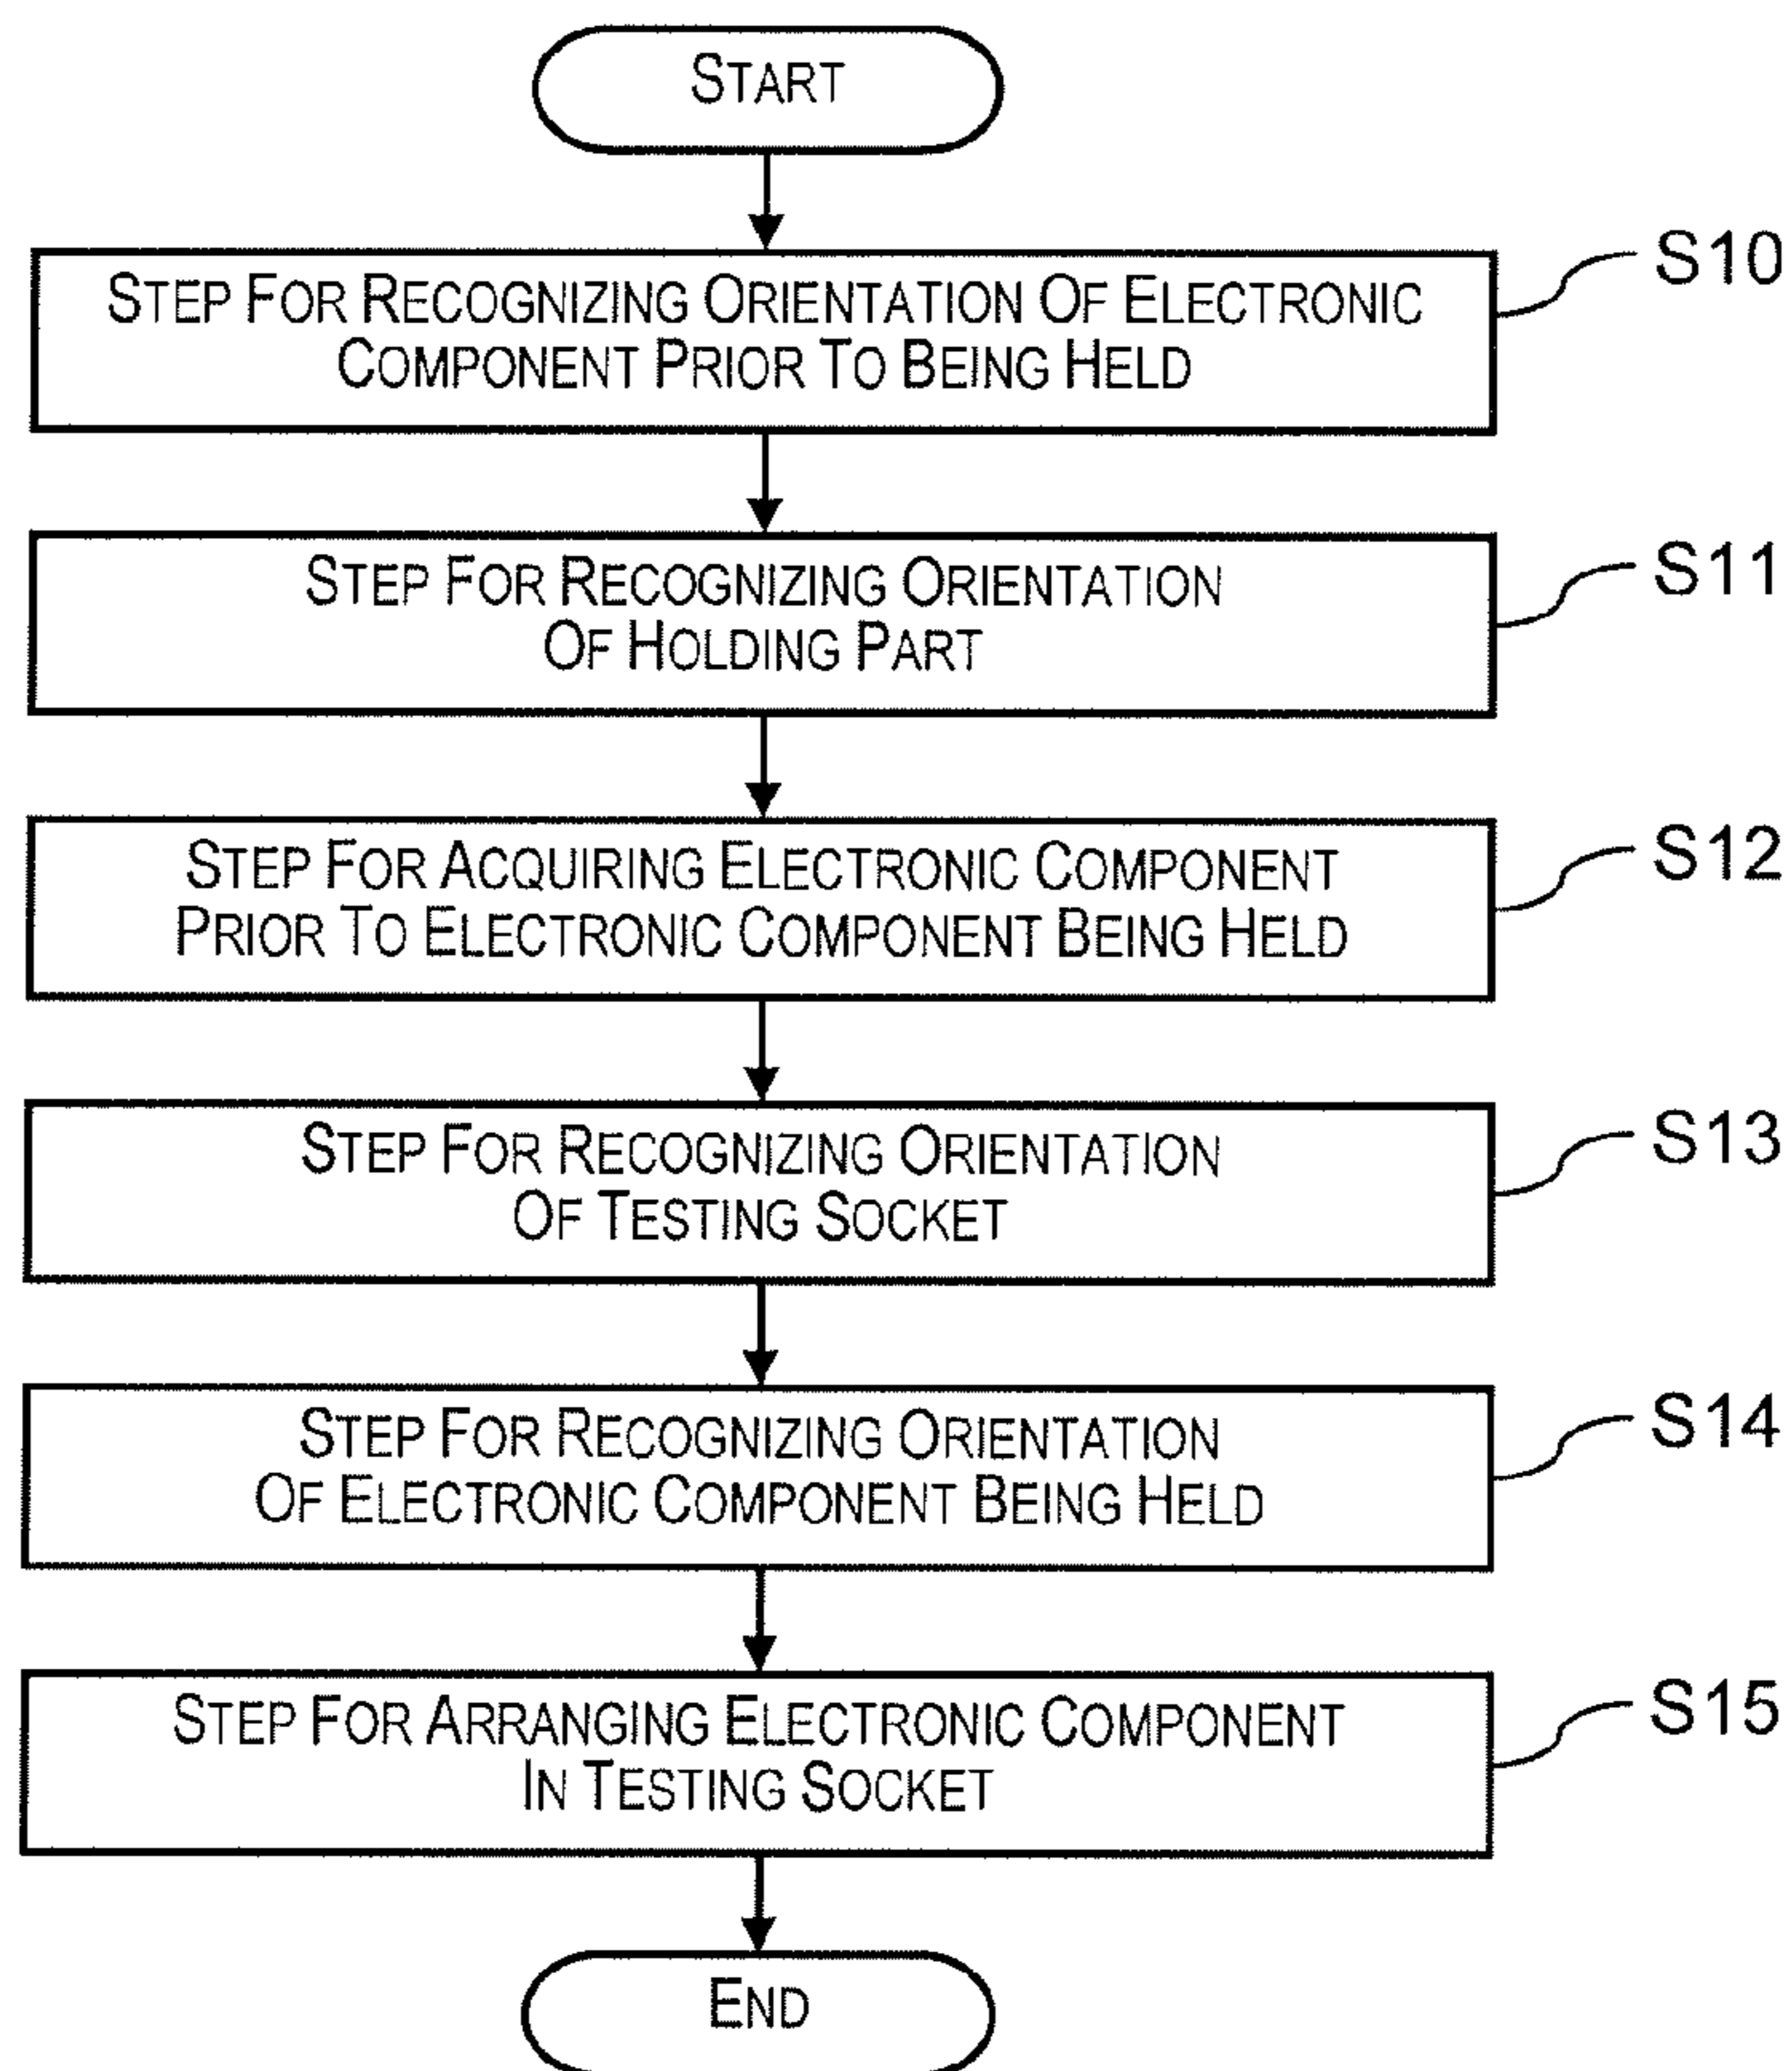 START
STEP FOR RECOGNIZING ORIENTATION OF ELECTRONIC
COMPONENT PRIOR TO BEING HELD
S10
STEP FOR RECOGNIZING ORIENTATION
OF HOLDING PART
S11
STEP FOR ACQUIRING ELECTRONIC COMPONENT
PRIOR TO ELECTRONIC COMPONENT BEING HELD
S12
STEP FOR RECOGNIZING ORIENTATION
OF TESTING SOCKET
S13
STEP FOR RECOGNIZING ORIENTATION
OF ELECTRONIC COMPONENT BEING HELD
S14
STEP FOR ARRANGING ELECTRONIC COMPONENT
IN TESTING SOCKET
S15
END